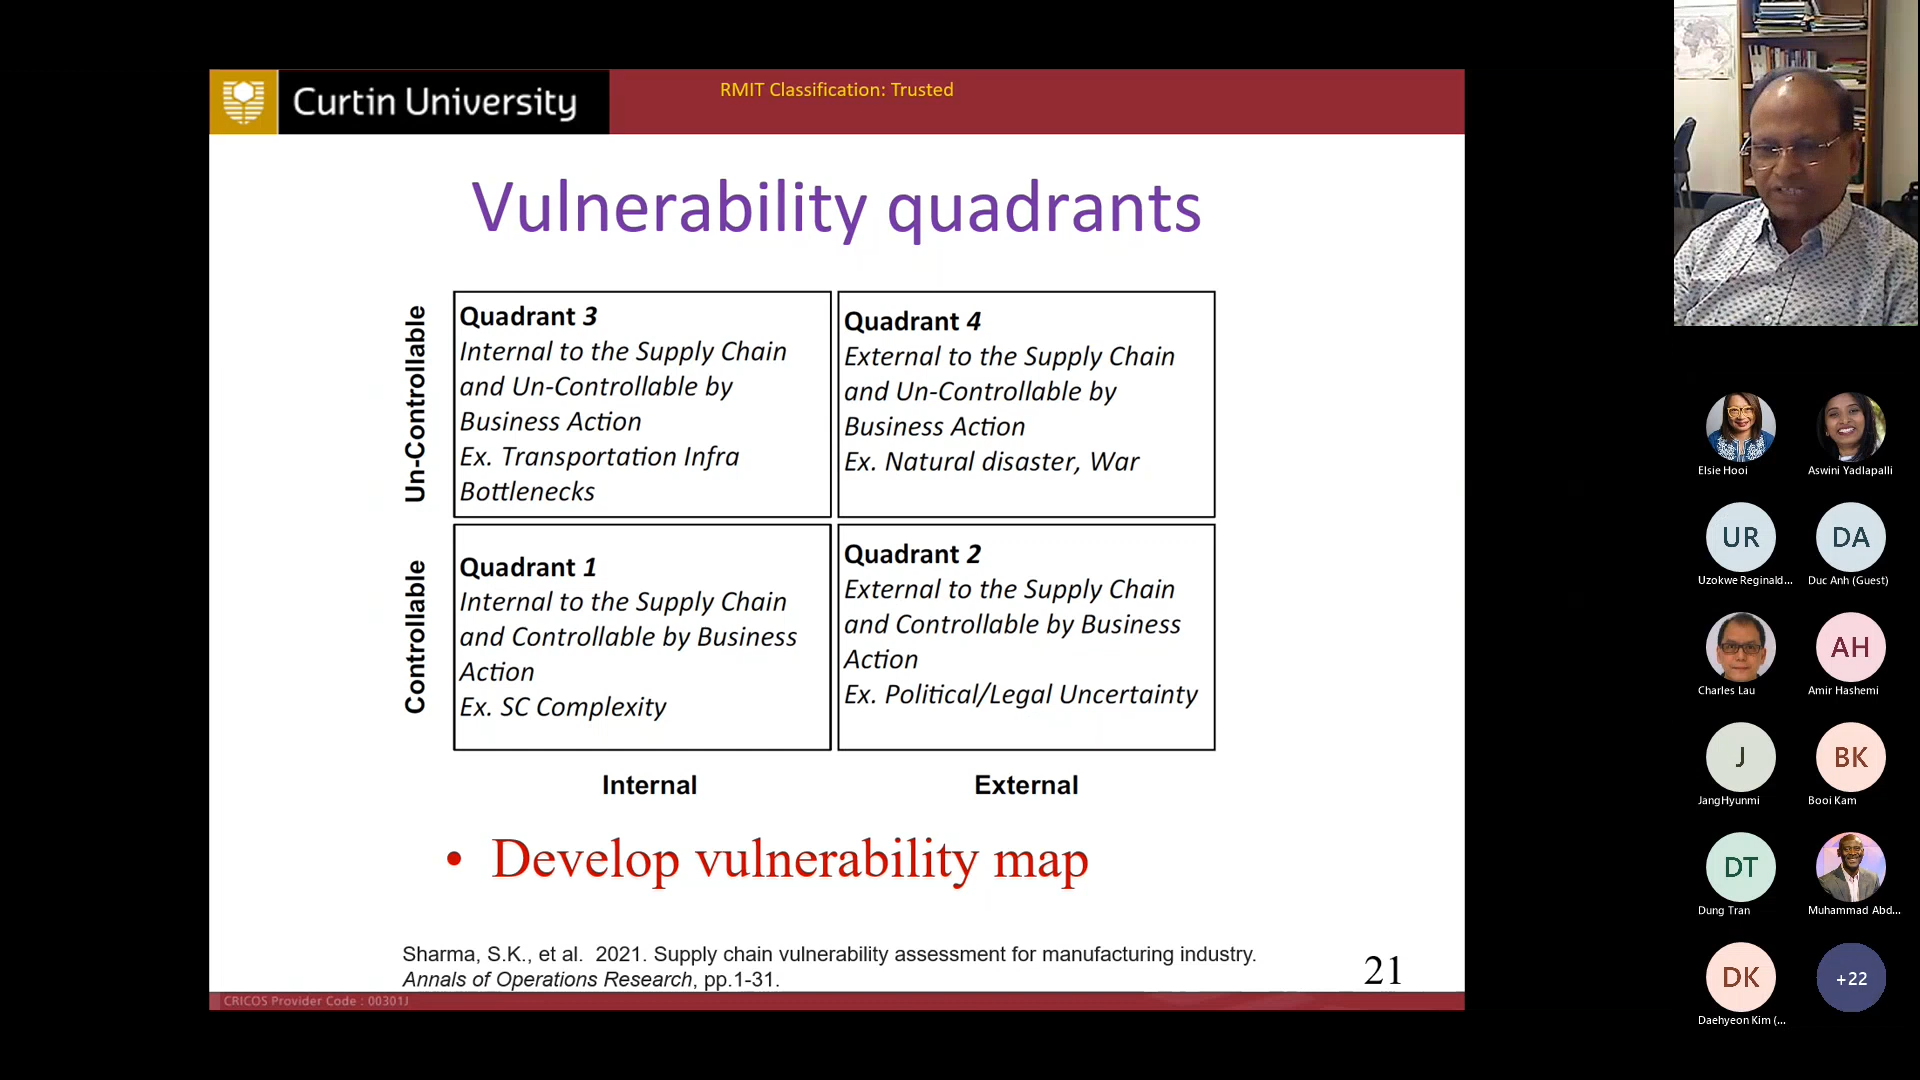 Curtin University
RMIT Classification: Trusted
Vulnerability quadrants
Un-Controllable
Quadrant 3
Internal to the Supply Chain
and Un-Controllable by
Business Action
Ex. Transportation Infra
Bottlenecks
Quadrant 4
External to the Supply Chain
and Un-Controllable by
Business Action
Ex. Natural disaster, War
Controllable
Quadrant 1
Internal to the Supply Chain
and Controllable by Business
Action
Ex. SC Complexity
Quadrant 2
External to the Supply Chain
and Controllable by Business
Action
Ex. Political/Legal Uncertainty
Internal
External
• Develop vulnerability map
Sharma, S.K., et al. 2021. Supply chain vulnerability assessment for manufacturing industry.
Annals of Operations Research, pp.1-31.
21
CRICOS Provider Code : 00301J
Elsie Hooi
Aswini Yadlapalli
UR
DA
Uzokwe Reginald...
Duc Anh (Guest)
AH
Charles Lau
Amir Hashemi
J
BK
JangHyunmi
Booi Kam
DT
Dung Tran
Muhammad Abd...
DK
+22
Daehyeon Kim (...